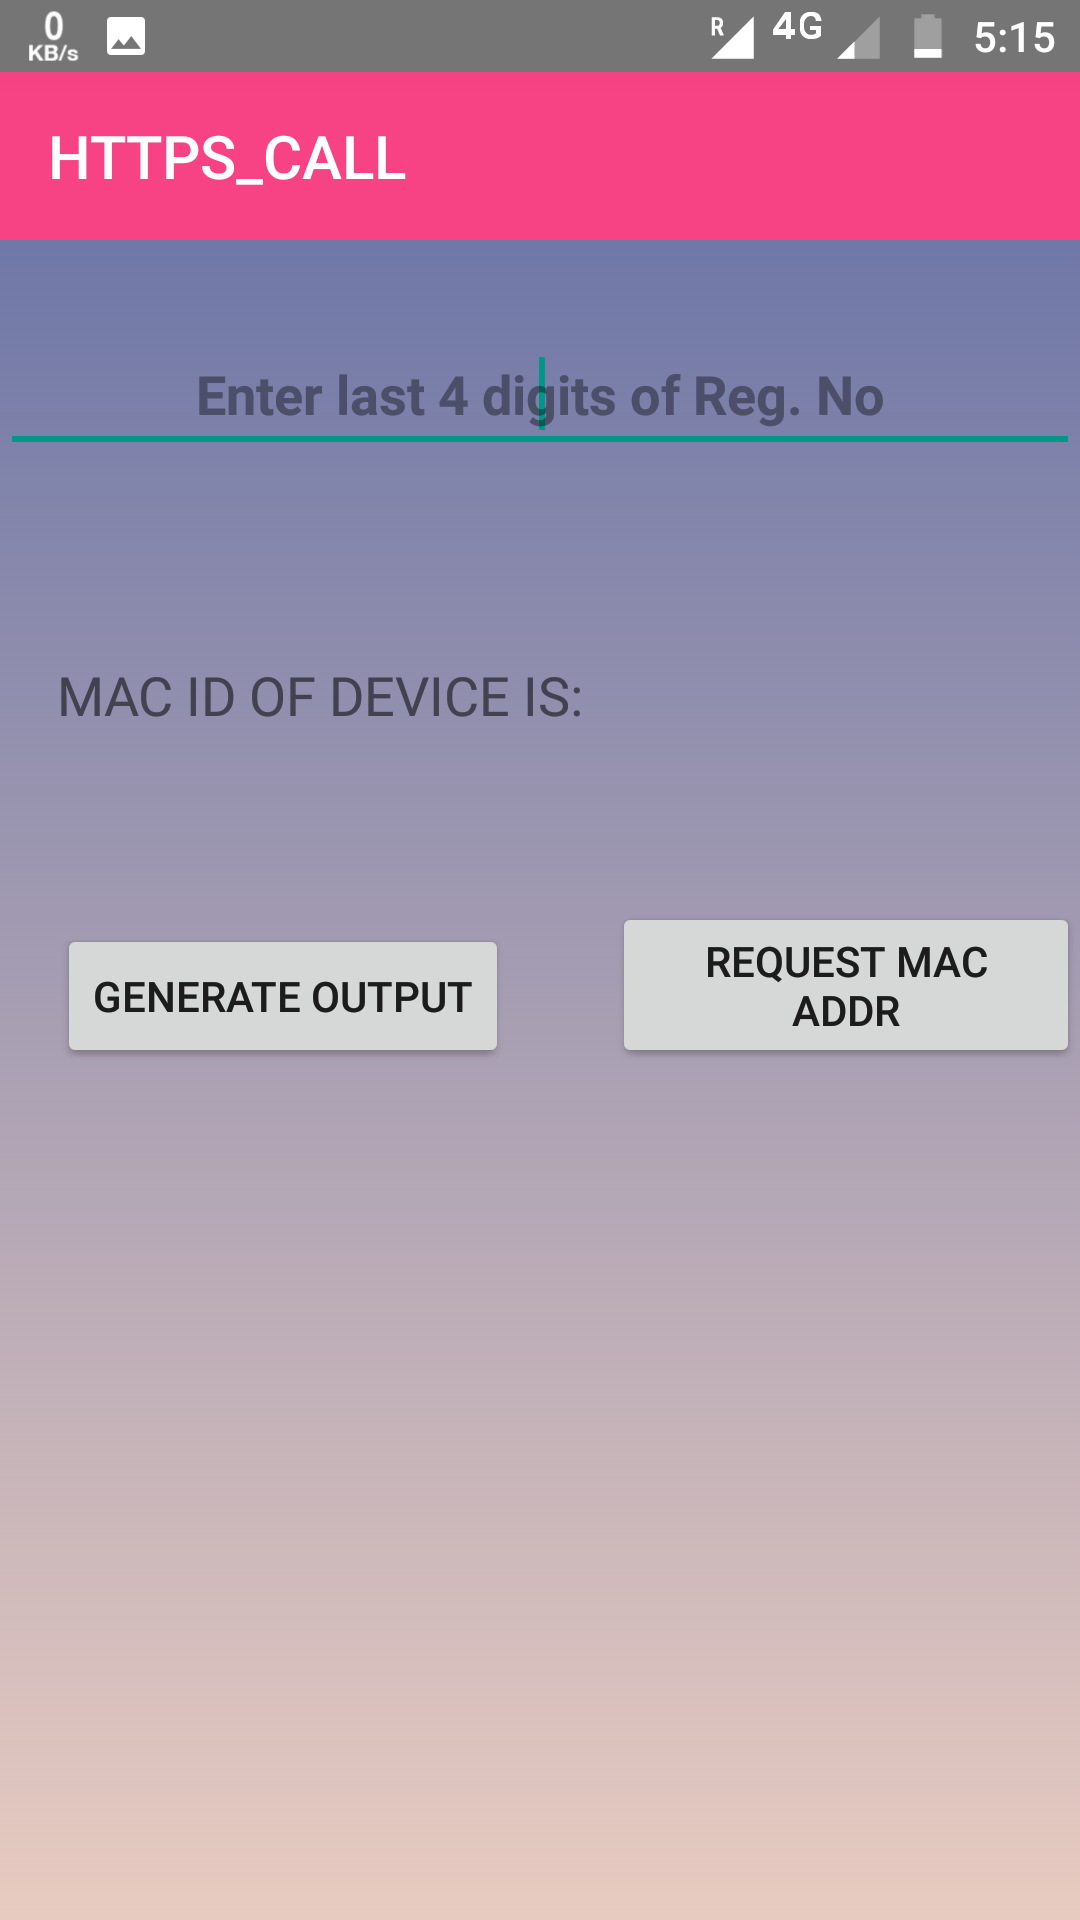 0
KB/s
R 4G 5:15
HTTPS_CALL
Enter last 4 digits of Reg. No
MAC ID OF DEVICE IS:
GENERATE OUTPUT
REQUEST MAC
ADDR